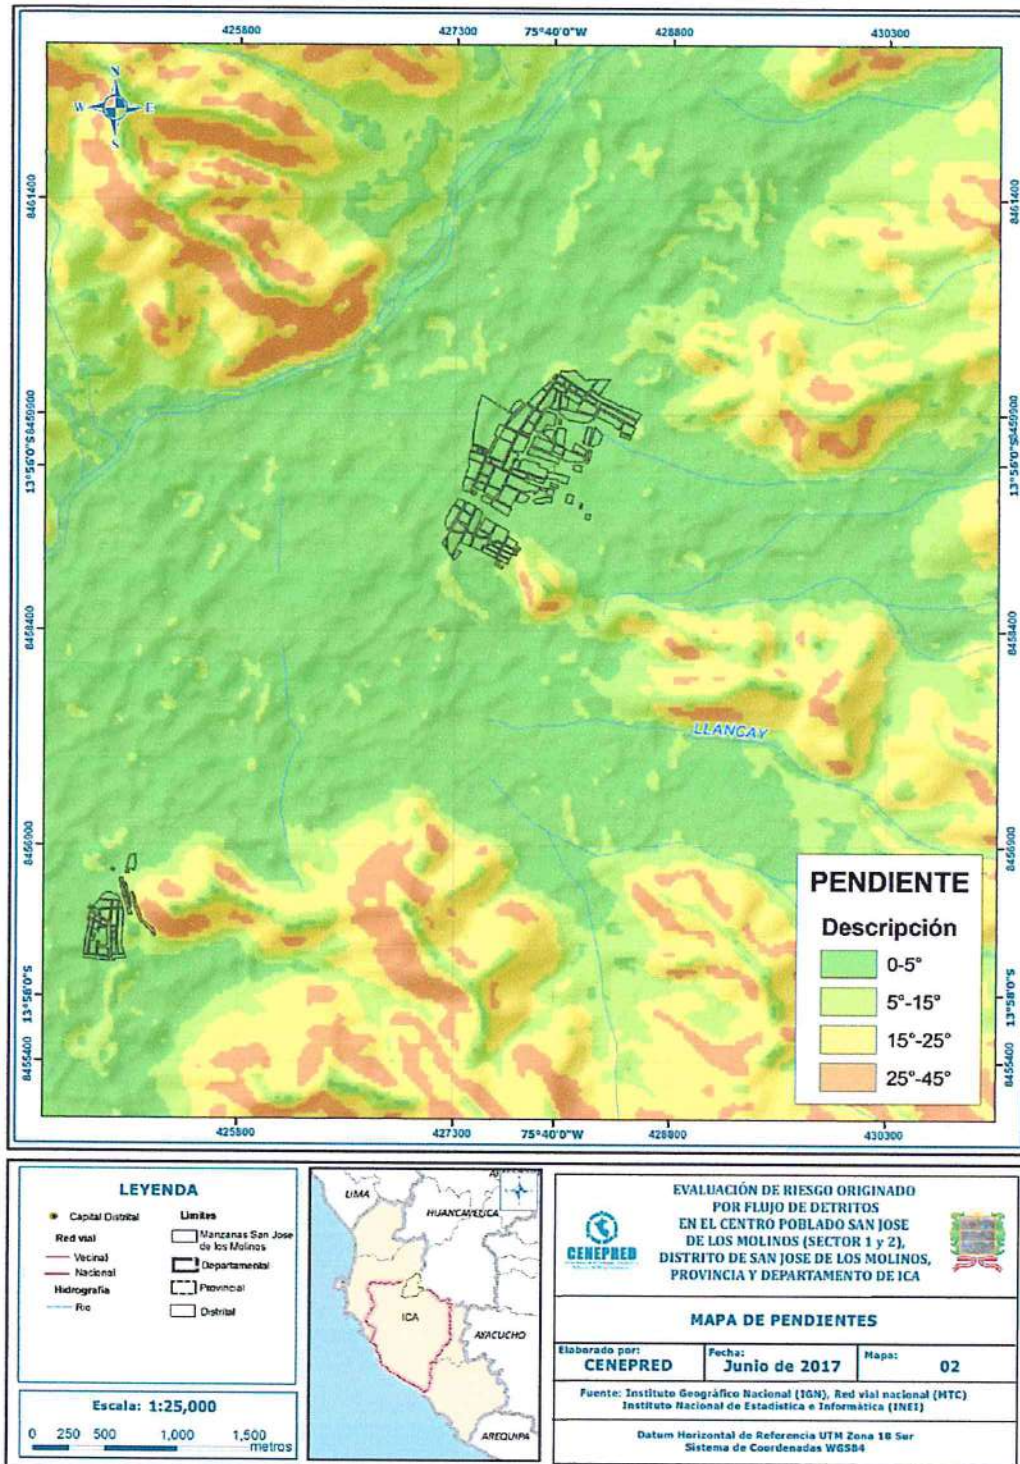 425800
427300
75°40'0"W
428800
430300
N
W
E
S
8461400
8461400
8459900
8459900
13°56'0"S
13°56'0"S
8458400
8458400
LLANCAY
8456900
8456900
13°58'0"S
13°58'0"S
8455400
8455400
PENDIENTE
Descripción
0-5°
5°-15°
15°-25°
25°-45°
425800
427300
75°40'0"W
428800
430300
LEYENDA
Capital Distrital
Red vial
Vecinal
Nacional
Hidrografía
Rio
Limites
Manzanas San Jose
de los Molinos
Departamental
Provincial
Distrital
Escala: 1:25,000
0 250 500 1,000 1,500
metros
LIMA
HUANCAVELICA
ICA
AYACUCHO
AREQUIPA
CENEPRED
EVALUACIÓN DE RIESGO ORIGINADO
POR FLUJO DE DETRITOS
EN EL CENTRO POBLADO SAN JOSE
DE LOS MOLINOS (SECTOR 1 y 2),
DISTRITO DE SAN JOSE DE LOS MOLINOS,
PROVINCIA Y DEPARTAMENTO DE ICA
MAPA DE PENDIENTES
Elaborado por:
CENEPRED
Fecha:
Junio de 2017
Mapa:
02
Fuente: Instituto Geográfico Nacional (IGN), Red vial nacional (MTC)
Instituto Nacional de Estadistica e Informática (INEI)
Datum Horizontal de Referencia UTM Zona 18 Sur
Sistema de Coordenadas WGS84